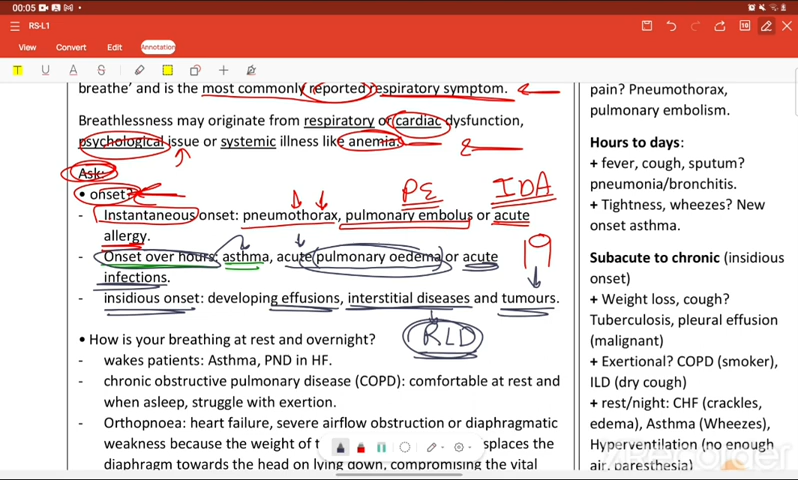 00:05
RS-L1
View Convert Edit Annotation
breathe' and is the most commonly reported respiratory symptom.
Breathlessness may originate from respiratory or cardiac dysfunction,
psychological issue or systemic illness like anemia.
Ask:
• onset?
PE IDA
- Instantaneous onset: pneumothorax, pulmonary embolus or acute
allergy.
19
- Onset over hours: asthma, acute pulmonary oedema or acute
infections.
- insidious onset: developing effusions, interstitial diseases and tumours.
RLD
• How is your breathing at rest and overnight?
- wakes patients: Asthma, PND in HF.
- chronic obstructive pulmonary disease (COPD): comfortable at rest and
when asleep, struggle with exertion.
- Orthopnoea: heart failure, severe airflow obstruction or diaphragmatic
weakness because the weight of splaces the
diaphragm towards the head on lying down, compromising the vital
pain? Pneumothorax,
pulmonary embolism.
Hours to days:
+ fever, cough, sputum?
pneumonia/bronchitis.
+ Tightness, wheezes? New
onset asthma.
Subacute to chronic (insidious
onset)
+ Weight loss, cough?
Tuberculosis, pleural effusion
(malignant)
+ Exertional? COPD (smoker),
ILD (dry cough)
+ rest/night: CHF (crackles,
edema), Asthma (Wheezes),
Hyperventilation (no enough
air, paresthesia)